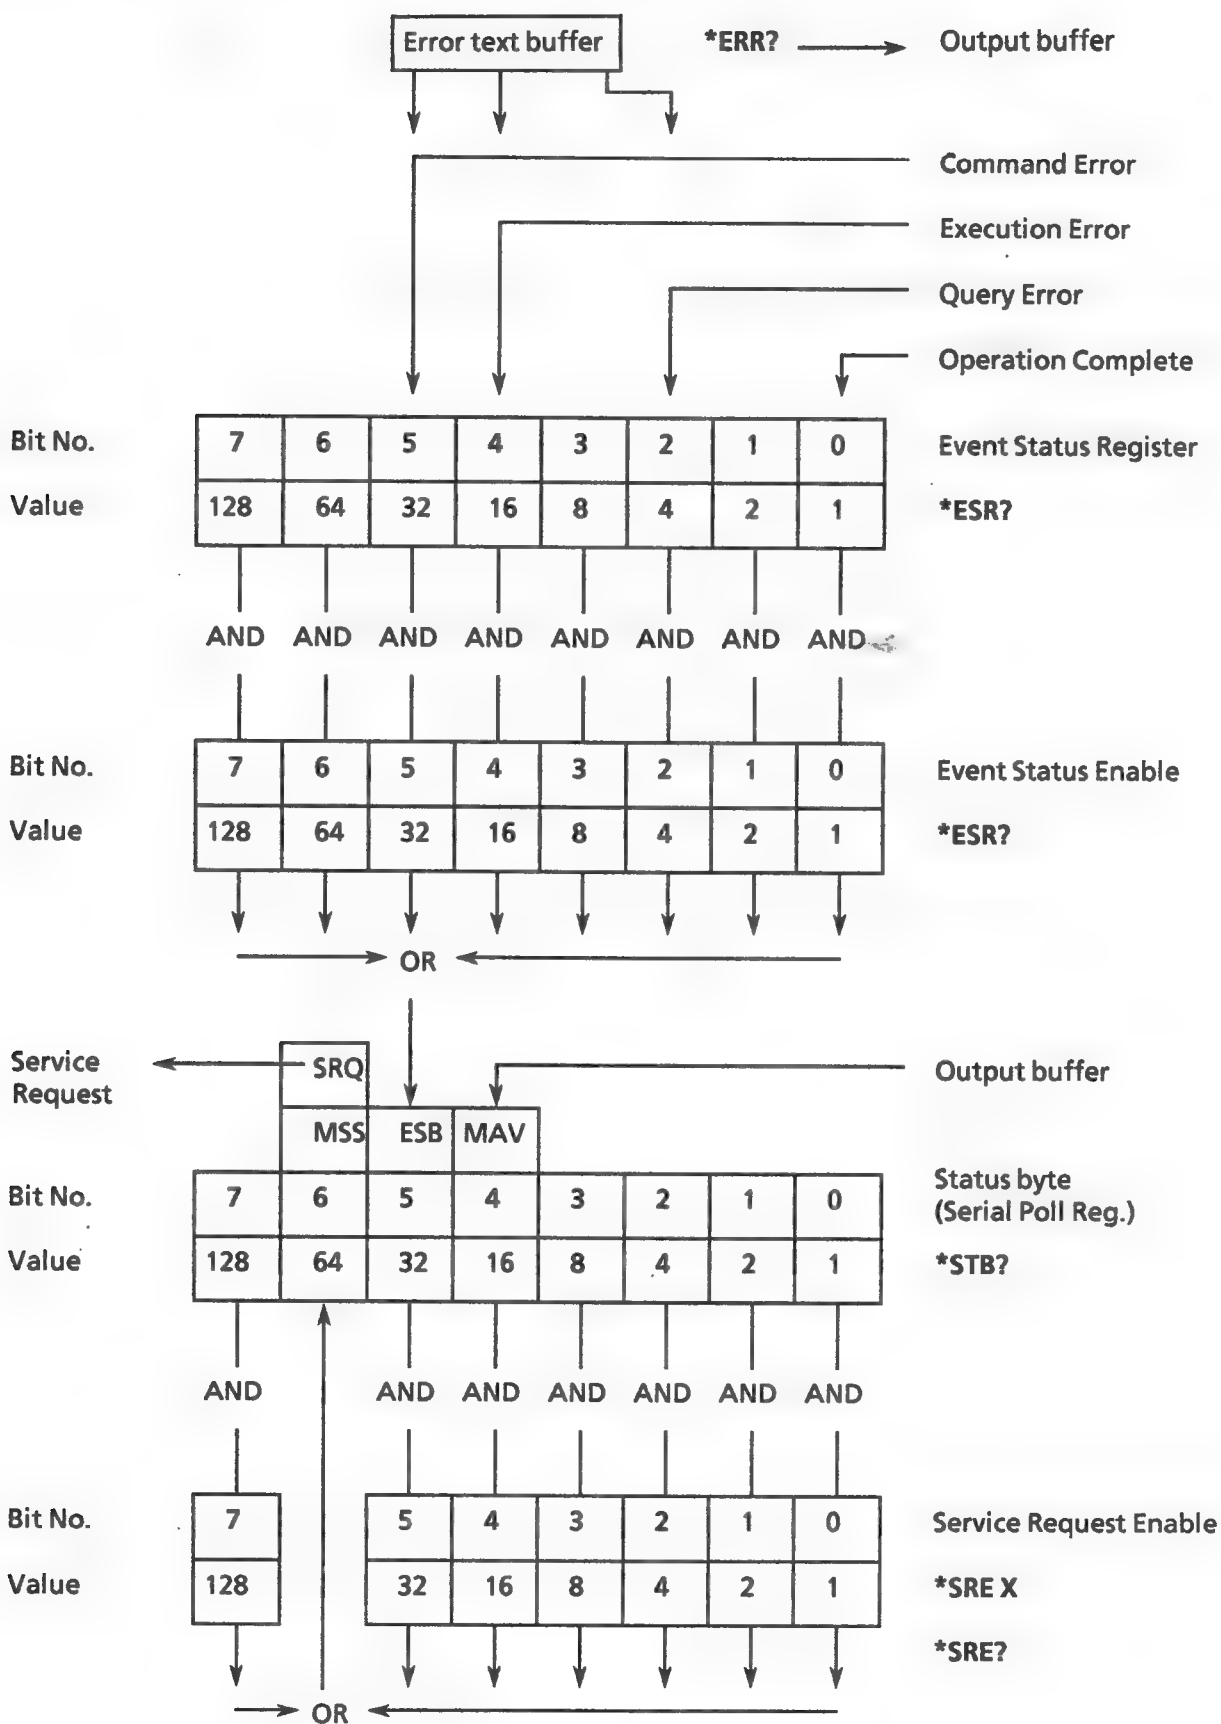 Error text buffer *ERR? Output buffer
Command Error
Execution Error
Query Error
Operation Complete
Bit No. 7 6 5 4 3 2 1 0 Event Status Register
Value 128 64 32 16 8 4 2 1 *ESR?
AND AND AND AND AND AND AND AND
Bit No. 7 6 5 4 3 2 1 0 Event Status Enable
Value 128 64 32 16 8 4 2 1 *ESR?
OR
Service Request SRQ Output buffer
MSS ESB MAV
Bit No. 7 6 5 4 3 2 1 0 Status byte (Serial Poll Reg.)
Value 128 64 32 16 8 4 2 1 *STB?
AND AND AND AND AND AND AND
Bit No. 7 5 4 3 2 1 0 Service Request Enable
Value 128 32 16 8 4 2 1 *SRE X
*SRE?
OR